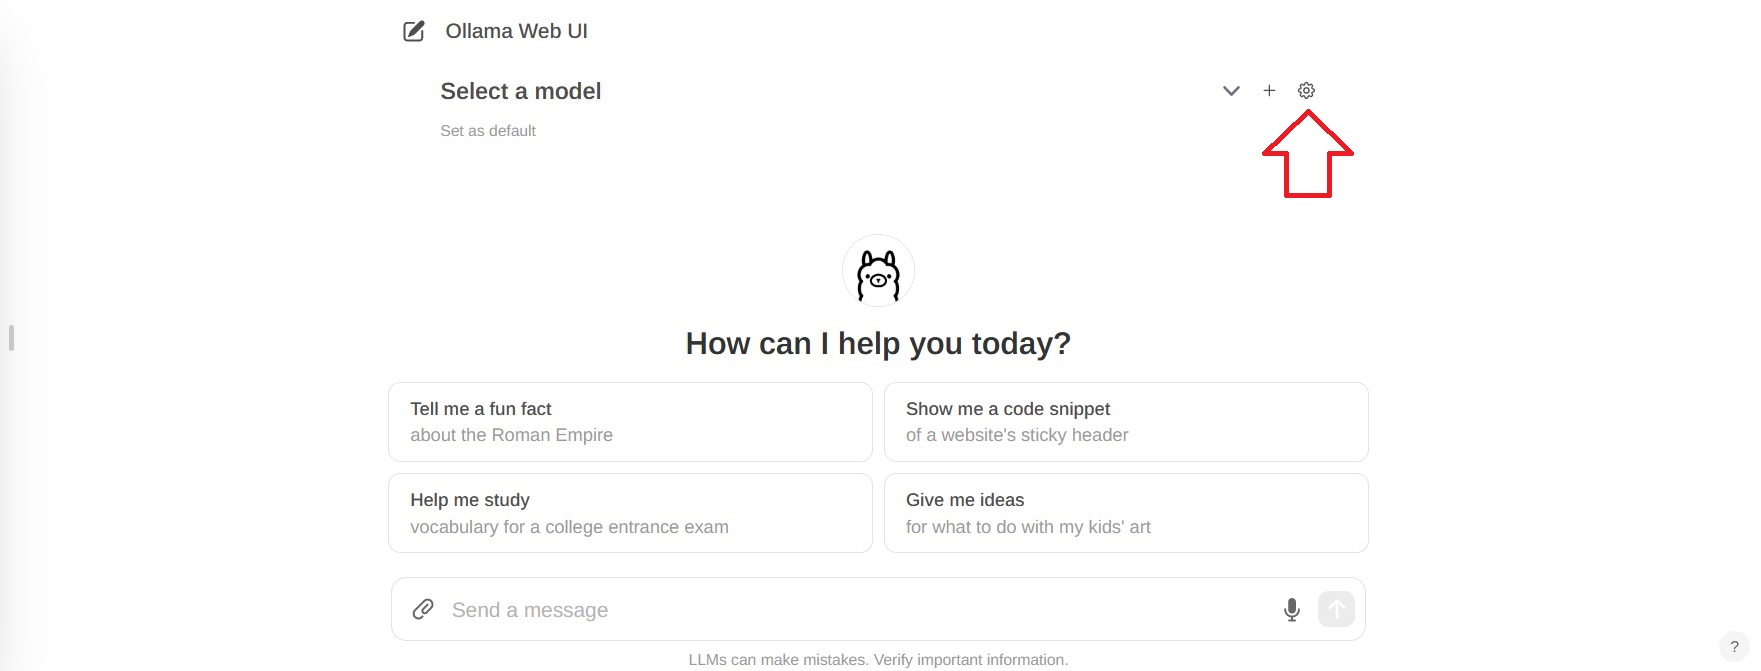 Ollama Web UI
Select a model
Set as default
How can I help you today?
Tell me a fun fact
about the Roman Empire
Show me a code snippet
of a website's sticky header
Help me study
vocabulary for a college entrance exam
Give me ideas
for what to do with my kids' art
Send a message
LLMs can make mistakes. Verify important information.
?